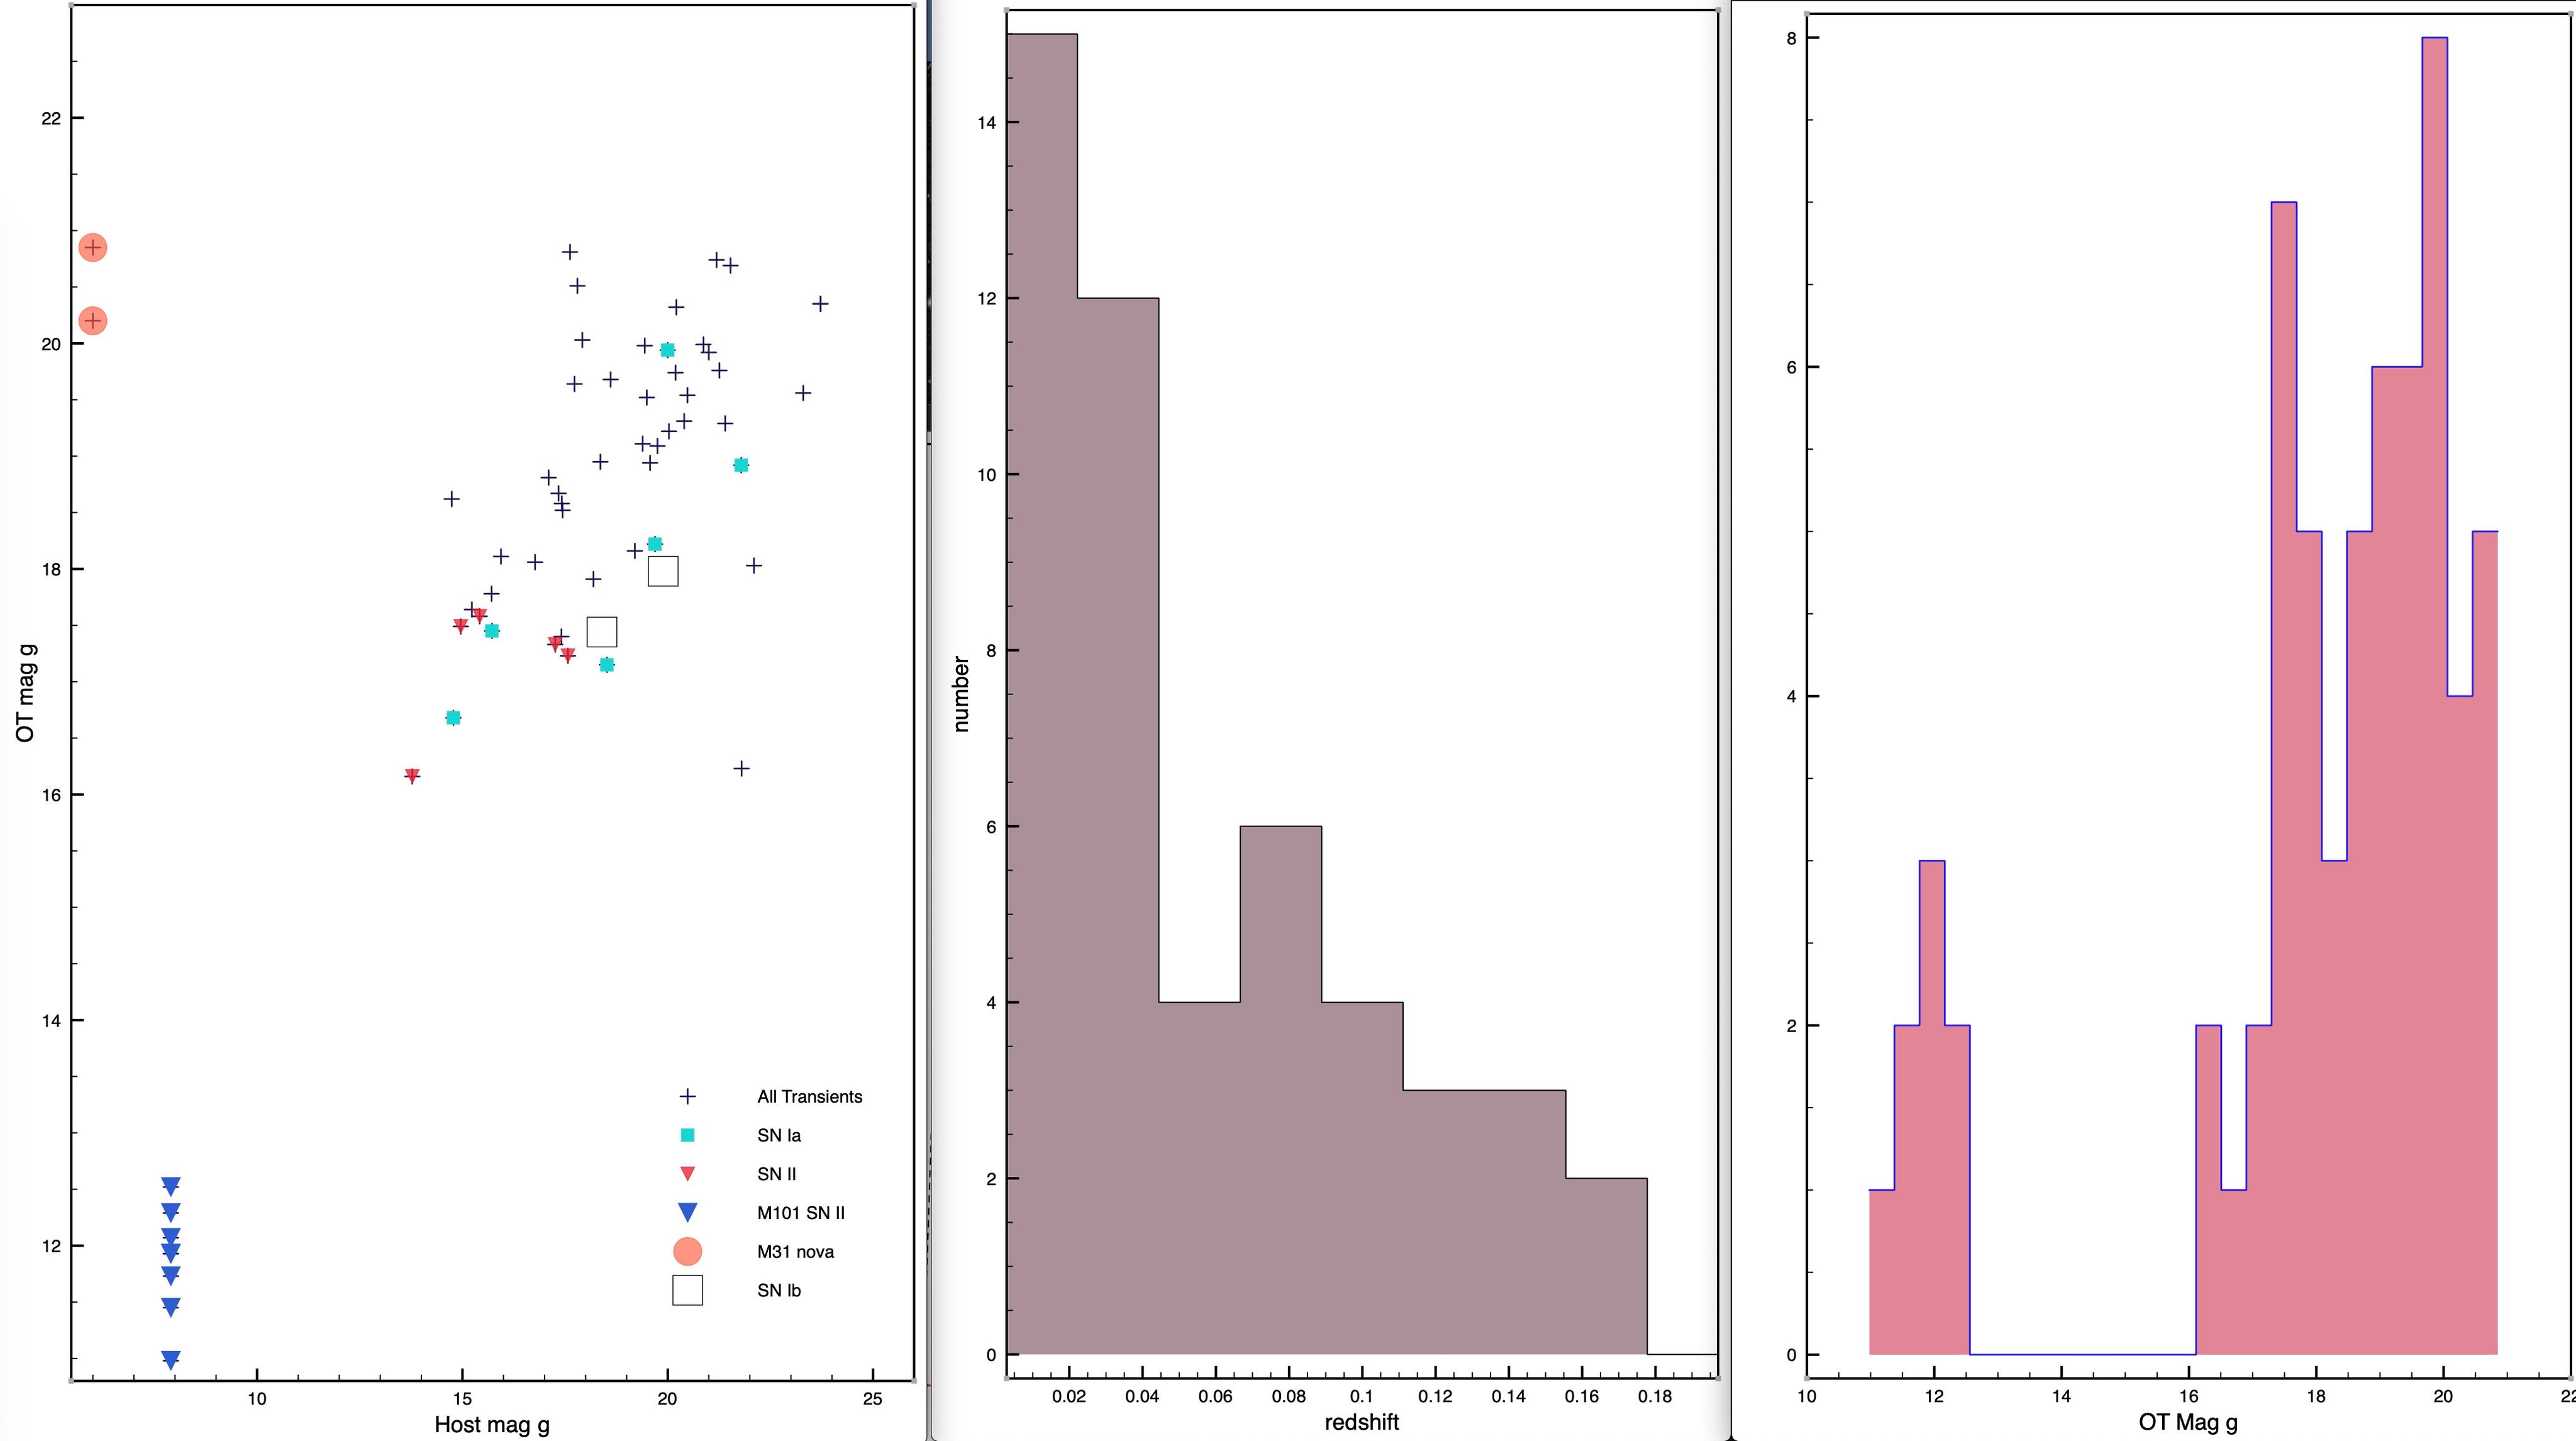 22
20
18
16
14
12
OT mag g
10 15 20 25
Host mag g
All Transients
SN Ia
SN II
M101 SN II
M31 nova
SN Ib
14
12
10
8
6
4
2
0
number
0.02 0.04 0.06 0.08 0.1 0.12 0.14 0.16 0.18
redshift
8
6
4
2
0
10 12 14 16 18 20 22
OT Mag g